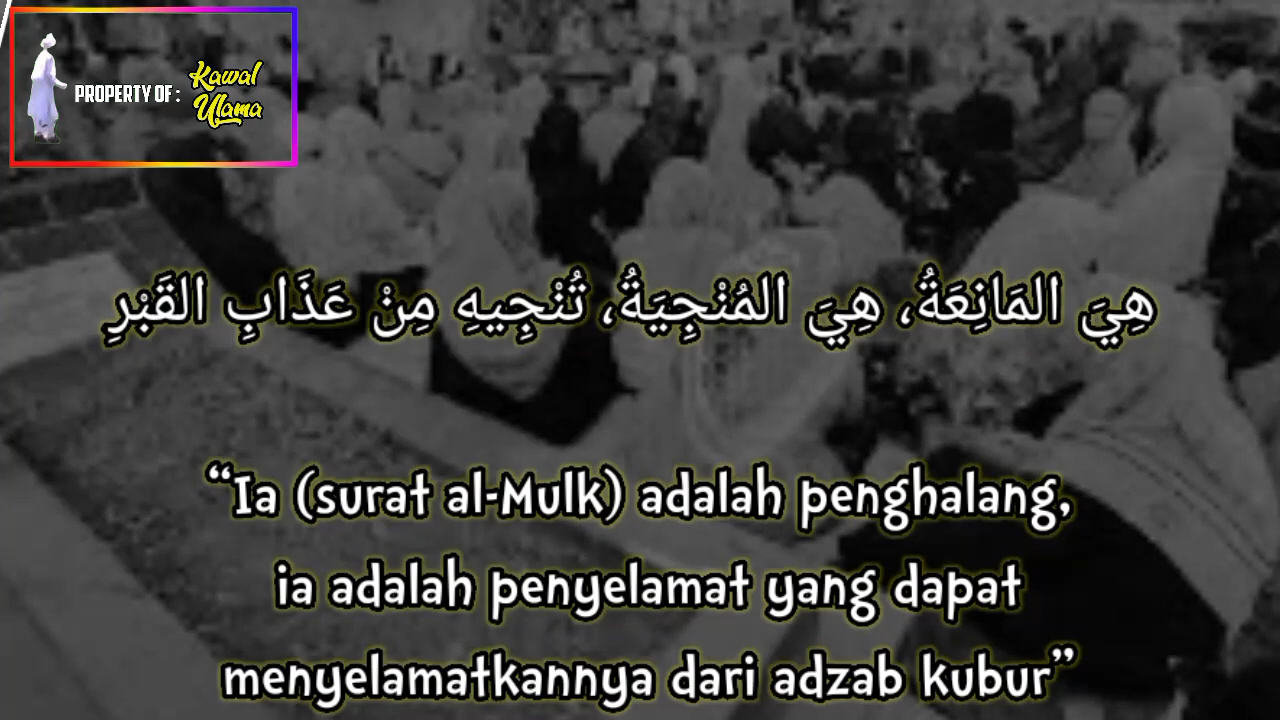 PROPERTY OF :
Kawal
Ulama
هِيَ المَانِعَةُ، هِيَ المُنْجِيَةُ، تُنْجِيهِ مِنْ عَذَابِ القَبْرِ
“Ia (surat al-Mulk) adalah penghalang,
ia adalah penyelamat yang dapat
menyelamatkannya dari adzab kubur”